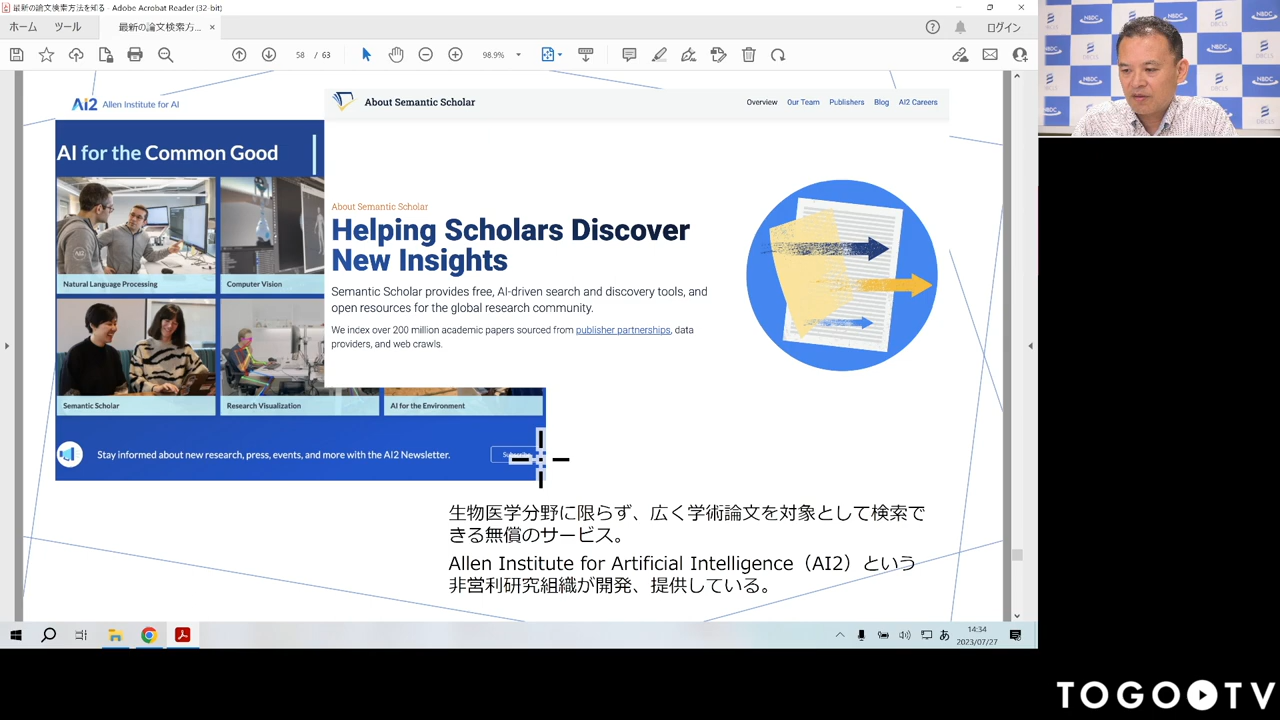 最新の論文検索方法を知る - Adobe Acrobat Reader (32-bit)
ホーム ツール 最新の論文検索方... × ログイン
58 / 63 98.9%
NBDC DBCLS
Ai2 Allen Institute for AI
About Semantic Scholar Overview Our Team Publishers Blog AI2 Careers
AI for the Common Good
Natural Language Processing
Computer Vision
Semantic Scholar
Research Visualization
AI for the Environment
Stay informed about new research, press, events, and more with the AI2 Newsletter.
About Semantic Scholar
Helping Scholars Discover
New Insights
Semantic Scholar provides free, AI-driven search and discovery tools, and
open resources for the global research community.
We index over 200 million academic papers sourced from publisher partnerships, data
providers, and web crawls.
生物医学分野に限らず、広く学術論文を対象として検索で
きる無償のサービス。
Allen Institute for Artificial Intelligence（AI2）という
非営利研究組織が開発、提供している。
あ
14:34
2023/07/27
TOGO TV